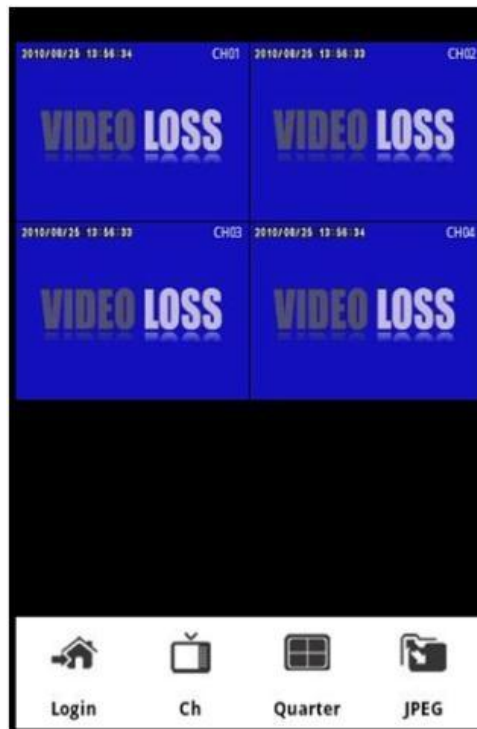 2010/08/25 13:56:34 CH01
2010/08/25 13:56:33 CH02
VIDEO LOSS
VIDEO LOSS
2010/08/25 13:56:33 CH03
2010/08/25 13:56:34 CH04
VIDEO LOSS
VIDEO LOSS
Login
Ch
Quarter
JPEG